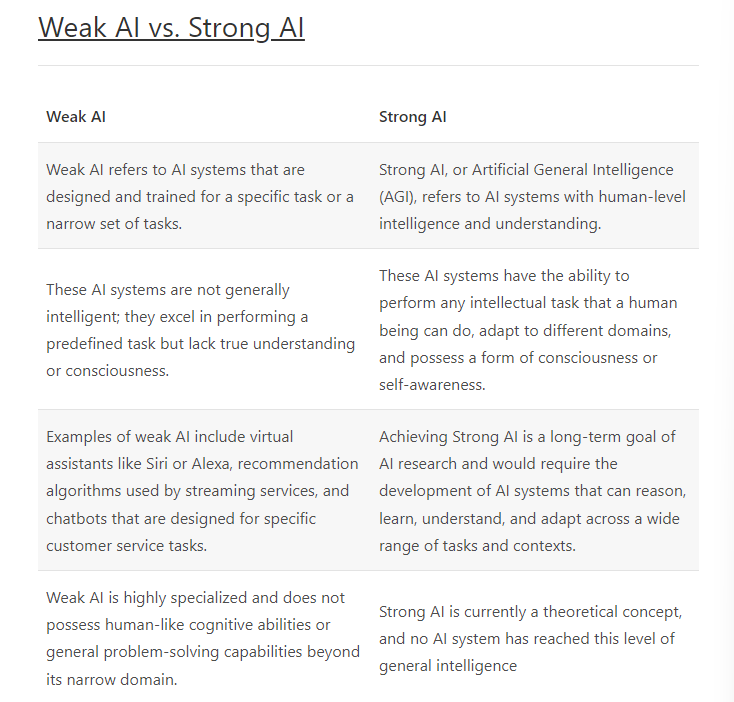 Weak AI vs. Strong AI
Weak AI
Strong AI
Weak AI refers to AI systems that are
designed and trained for a specific task or a
narrow set of tasks.
Strong AI, or Artificial General Intelligence
(AGI), refers to AI systems with human-level
intelligence and understanding.
These AI systems are not generally
intelligent; they excel in performing a
predefined task but lack true understanding
or consciousness.
These AI systems have the ability to
perform any intellectual task that a human
being can do, adapt to different domains,
and possess a form of consciousness or
self-awareness.
Examples of weak AI include virtual
assistants like Siri or Alexa, recommendation
algorithms used by streaming services, and
chatbots that are designed for specific
customer service tasks.
Achieving Strong AI is a long-term goal of
AI research and would require the
development of AI systems that can reason,
learn, understand, and adapt across a wide
range of tasks and contexts.
Weak AI is highly specialized and does not
possess human-like cognitive abilities or
general problem-solving capabilities beyond
its narrow domain.
Strong AI is currently a theoretical concept,
and no AI system has reached this level of
general intelligence